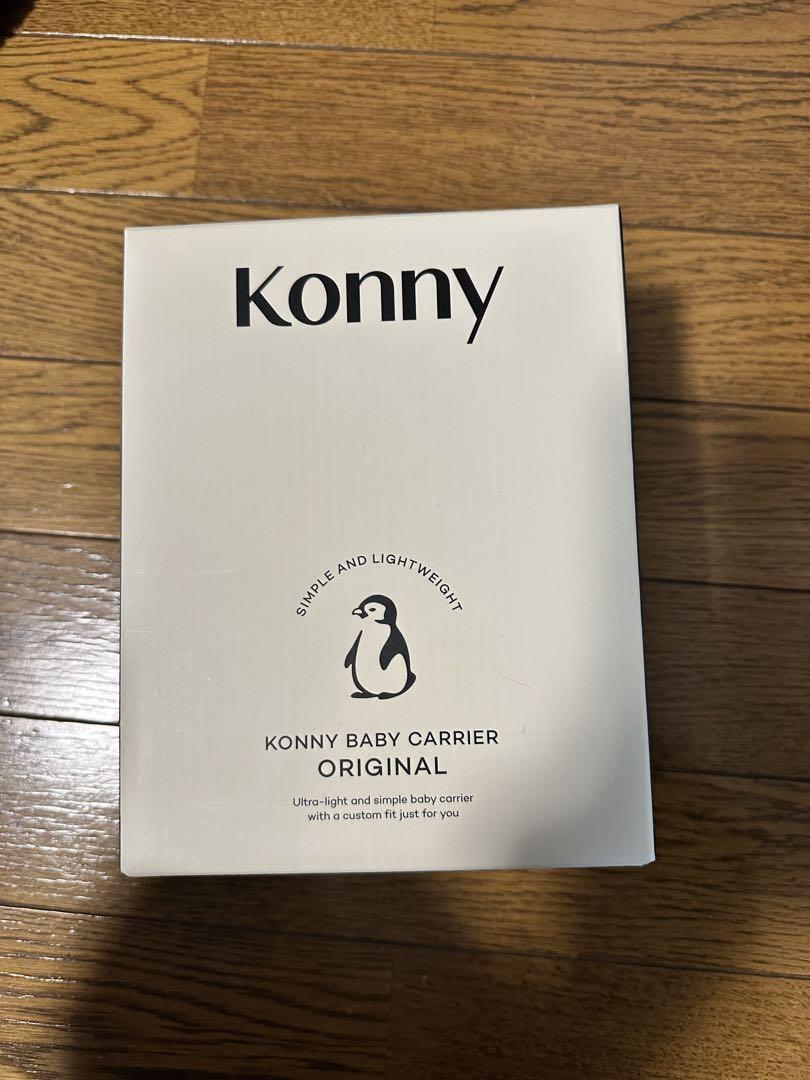 Konny
SIMPLE AND LIGHTWEIGHT
KONNY BABY CARRIER
ORIGINAL
Ultra-light and simple baby carrier
with a custom fit just for you